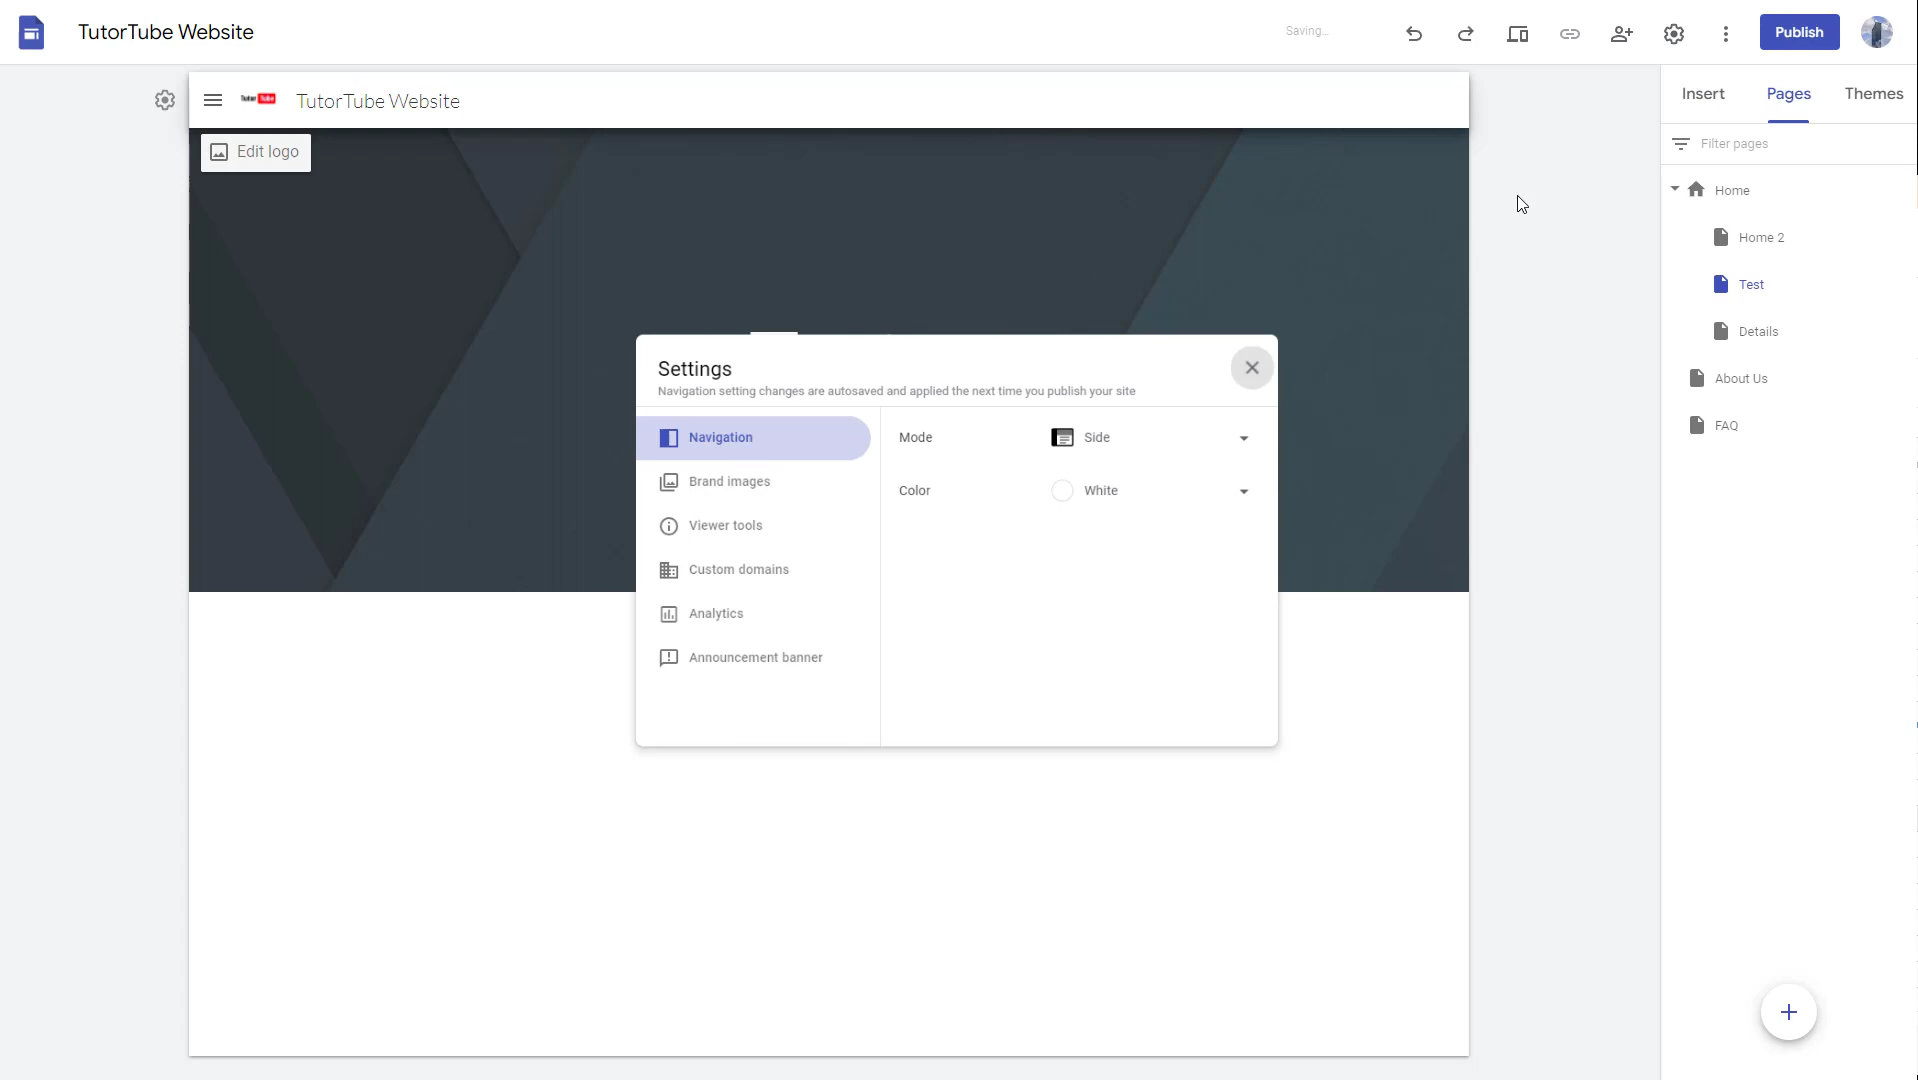 TutorTube Website
Saving...
Publish
Tutor Tube
TutorTube Website
Edit logo
Insert
Pages
Themes
Filter pages
Home
Home 2
Test
Details
About Us
FAQ
Settings
Navigation setting changes are autosaved and applied the next time you publish your site
Navigation
Brand images
Viewer tools
Custom domains
Analytics
Announcement banner
Mode
Side
Color
White